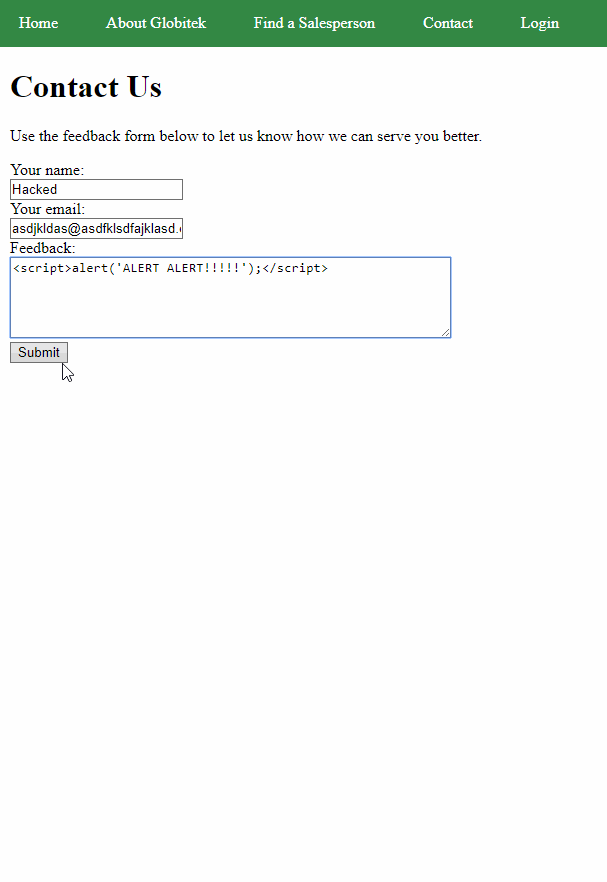 Home About Globitek Find a Salesperson Contact Login
Contact Us
Use the feedback form below to let us know how we can serve you better.
Your name:
Hacked
Your email:
asdjkldas@asdfklsdfajklasd.
Feedback:
<script>alert('ALERT ALERT!!!!!');</script>
Submit